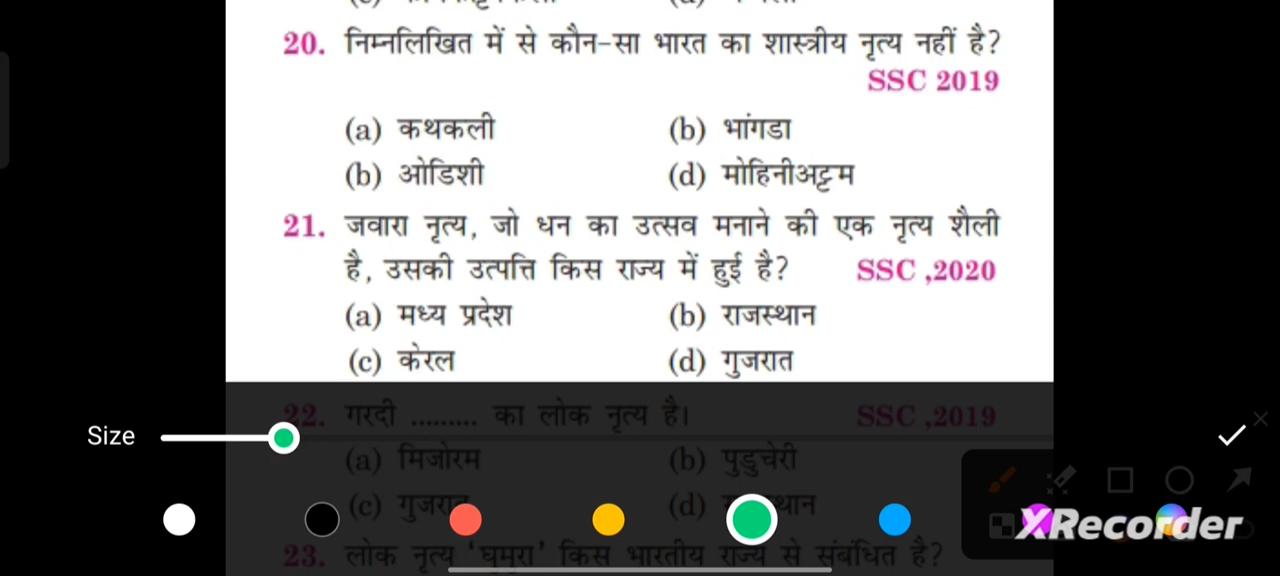 20. निम्नलिखित में से कौन-सा भारत का शास्त्रीय नृत्य नहीं है?
SSC 2019
(a) कथकली (b) भांगडा
(b) ओडिशी (d) मोहिनीअट्टम
21. जवारा नृत्य, जो धन का उत्सव मनाने की एक नृत्य शैली
है, उसकी उत्पत्ति किस राज्य में हुई है? SSC ,2020
(a) मध्य प्रदेश (b) राजस्थान
(c) केरल (d) गुजरात
22. गरदी ......... का लोक नृत्य है। SSC ,2019
Size
(a) मिजोरम (b) पुडुचेरी
(c) (d)
XRecorder
23. लोक नृत्य 'घुमुरा' किस भारतीय राज्य से संबंधित है?